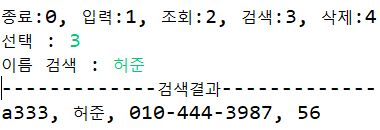 종료:0, 입력:1, 조회:2, 검색:3, 삭제:4
선택 : 3
이름 검색 : 허준
-------------검색결과-------------
a333, 허준, 010-444-3987, 56